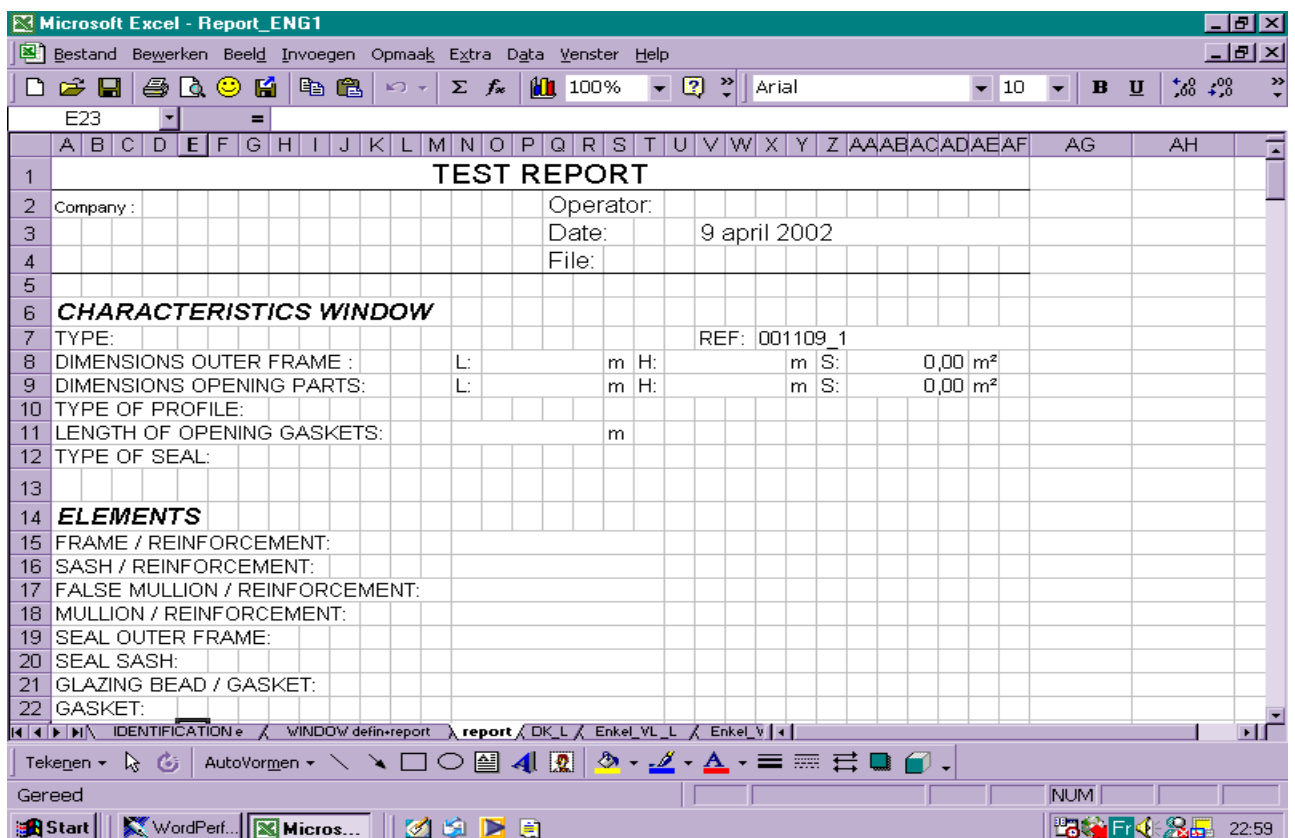 Microsoft Excel - Report_ENG1
Bestand Bewerken Beeld Invoegen Opmaak Extra Data Venster Help
Σ fx 100% Arial 10 B U
E23 =
A B C D E F G H I J K L M N O P Q R S T U V W X Y Z AA AB AC AD AE AF AG AH
1 TEST REPORT
2 Company : Operator:
3 Date: 9 april 2002
4 File:
5
6 CHARACTERISTICS WINDOW
7 TYPE: REF: 001109_1
8 DIMENSIONS OUTER FRAME : L: m H: m S: 0,00 m²
9 DIMENSIONS OPENING PARTS: L: m H: m S: 0,00 m²
10 TYPE OF PROFILE:
11 LENGTH OF OPENING GASKETS: m
12 TYPE OF SEAL:
13
14 ELEMENTS
15 FRAME / REINFORCEMENT:
16 SASH / REINFORCEMENT:
17 FALSE MULLION / REINFORCEMENT:
18 MULLION / REINFORCEMENT:
19 SEAL OUTER FRAME:
20 SEAL SASH:
21 GLAZING BEAD / GASKET:
22 GASKET:
IDENTIFICATION e WINDOW defin+report report DK_L Enkel_VL_L Enkel_V
Tekenen AutoVormen A
Gereed NUM
Start WordPerf... Micros... Fr 22:59